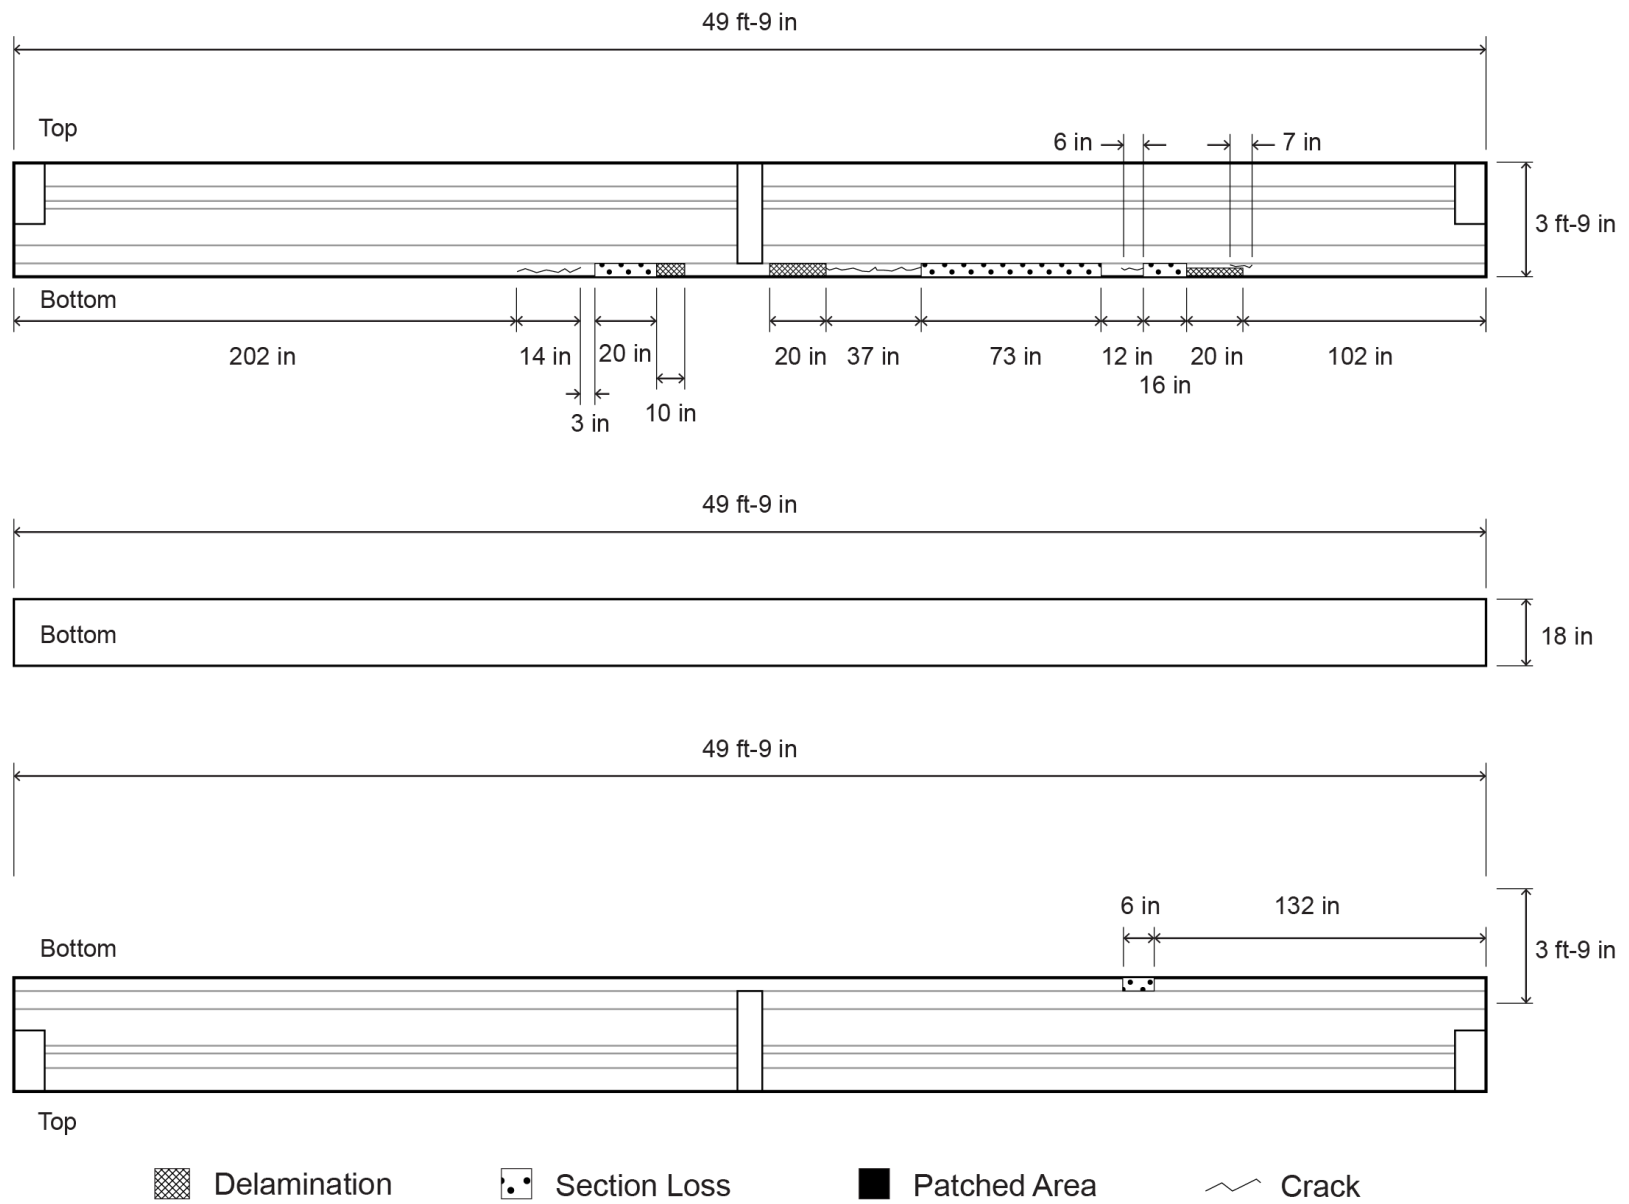 49 ft-9 in
Top
6 in
7 in
3 ft-9 in
Bottom
202 in
14 in
20 in
20 in
37 in
73 in
12 in
20 in
102 in
16 in
10 in
3 in
49 ft-9 in
Bottom
18 in
49 ft-9 in
6 in
132 in
Bottom
3 ft-9 in
Top
Delamination
Section Loss
Patched Area
Crack